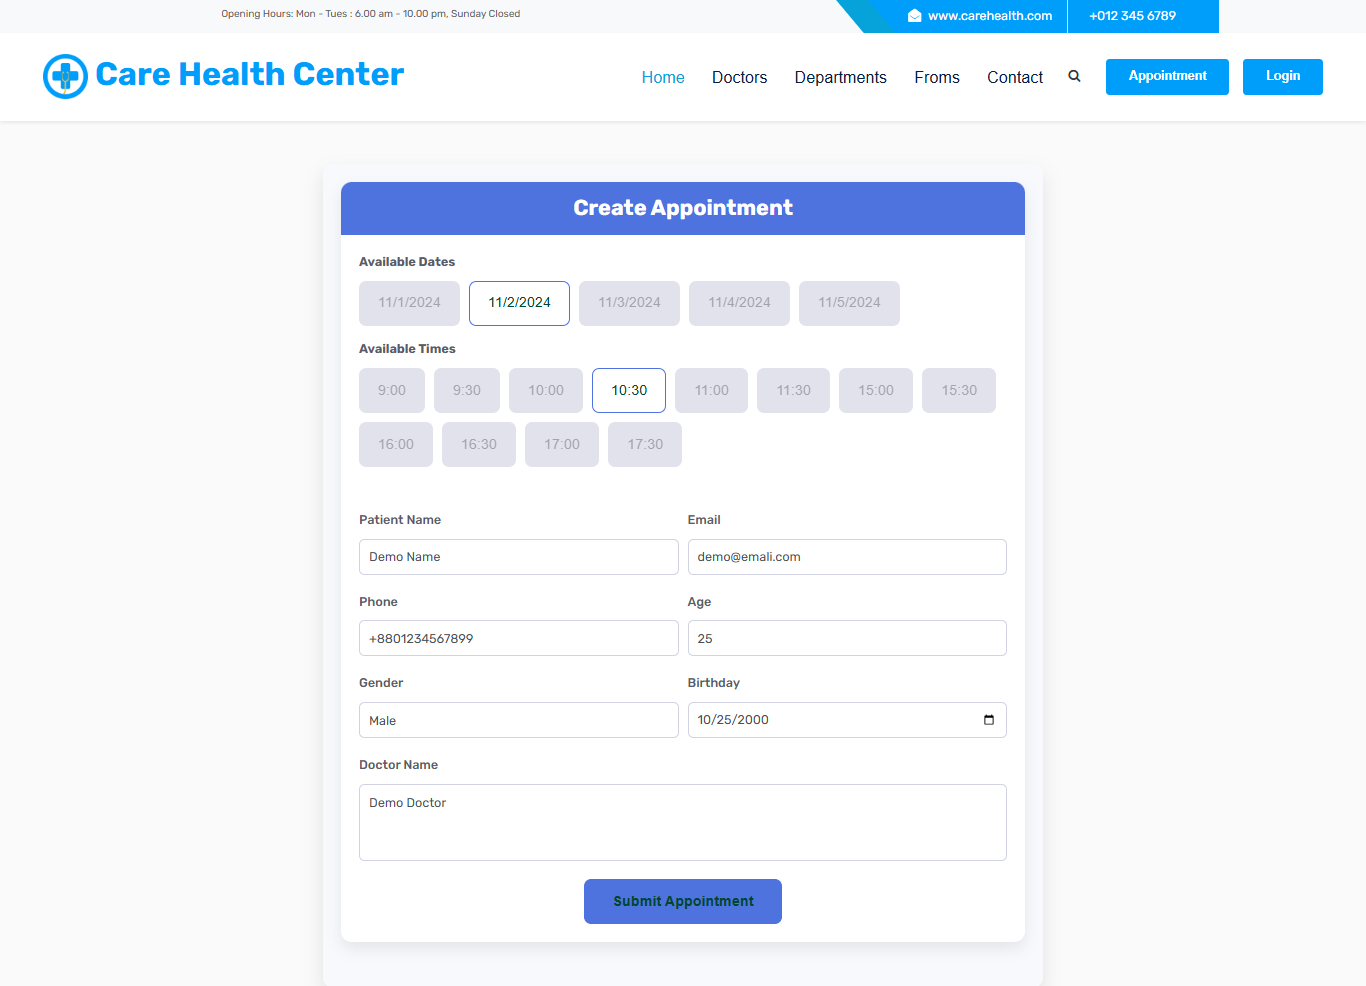 Opening Hours: Mon - Tues : 6.00 am - 10.00 pm, Sunday Closed
www.carehealth.com
+012 345 6789
Care Health Center
Home
Doctors
Departments
Froms
Contact
Appointment
Login
Create Appointment
Available Dates
11/1/2024
11/2/2024
11/3/2024
11/4/2024
11/5/2024
Available Times
9:00
9:30
10:00
10:30
11:00
11:30
15:00
15:30
16:00
16:30
17:00
17:30
Patient Name
Email
Demo Name
demo@emali.com
Phone
Age
+8801234567899
25
Gender
Birthday
Male
10/25/2000
Doctor Name
Demo Doctor
Submit Appointment